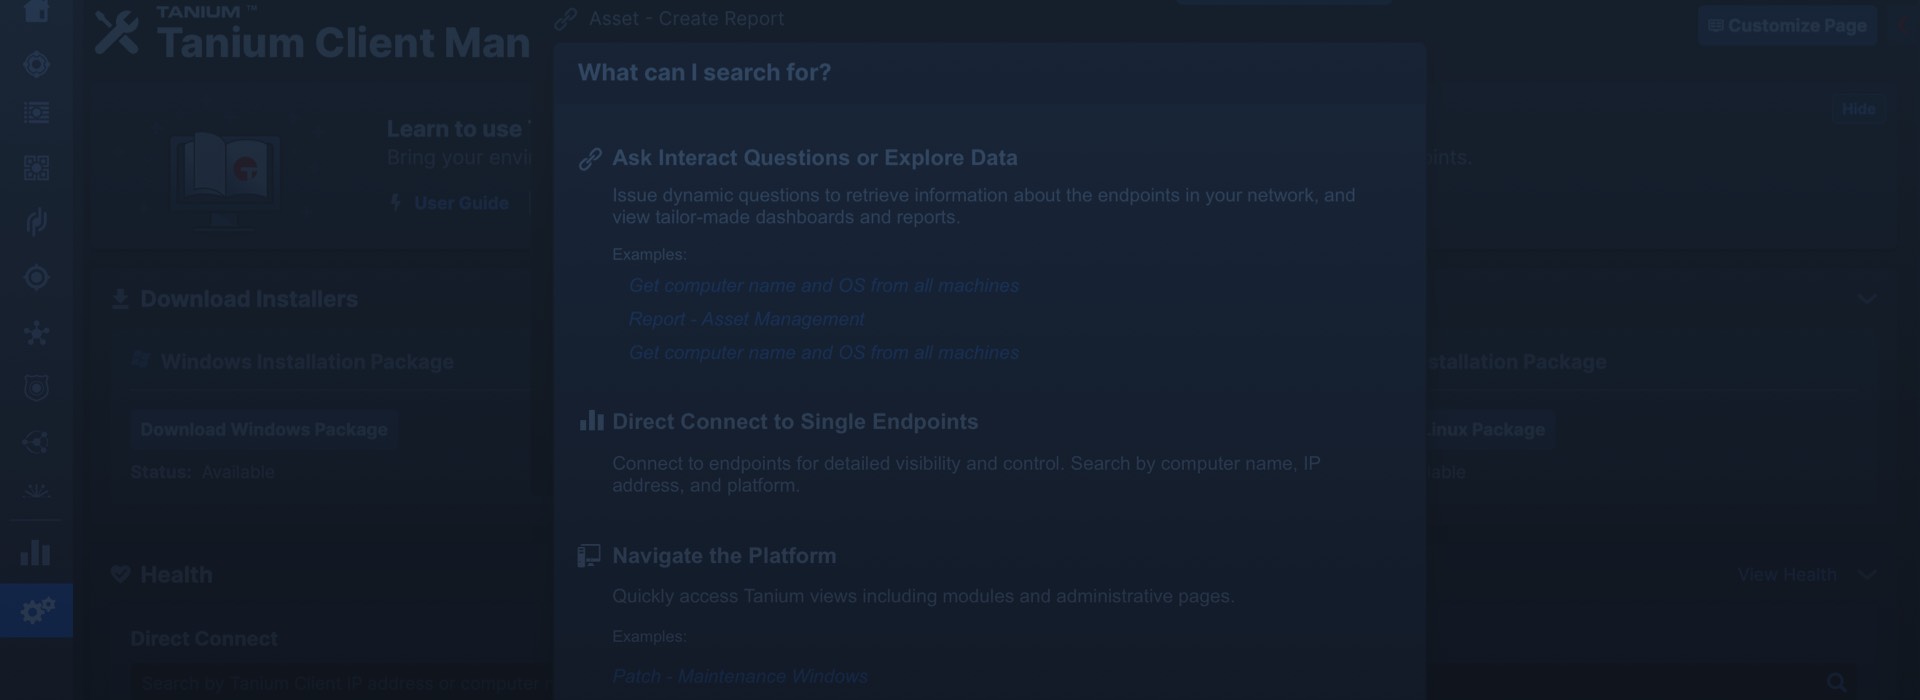 TANIUM™
Tanium Client Man
Asset - Create Report
Customize Page
What can I search for?
Hide
Learn to use
Bring your envi
User Guide
ints.
Ask Interact Questions or Explore Data
Issue dynamic questions to retrieve information about the endpoints in your network, and
view tailor-made dashboards and reports.
Examples:
Get computer name and OS from all machines
Report - Asset Management
Get computer name and OS from all machines
Download Installers
Windows Installation Package
stallation Package
Download Windows Package
Linux Package
Status: Available
able
Direct Connect to Single Endpoints
Connect to endpoints for detailed visibility and control. Search by computer name, IP
address, and platform.
Navigate the Platform
Quickly access Tanium views including modules and administrative pages.
Examples:
Patch - Maintenance Windows
Health
View Health
Direct Connect
Search by Tanium Client IP address or computer n